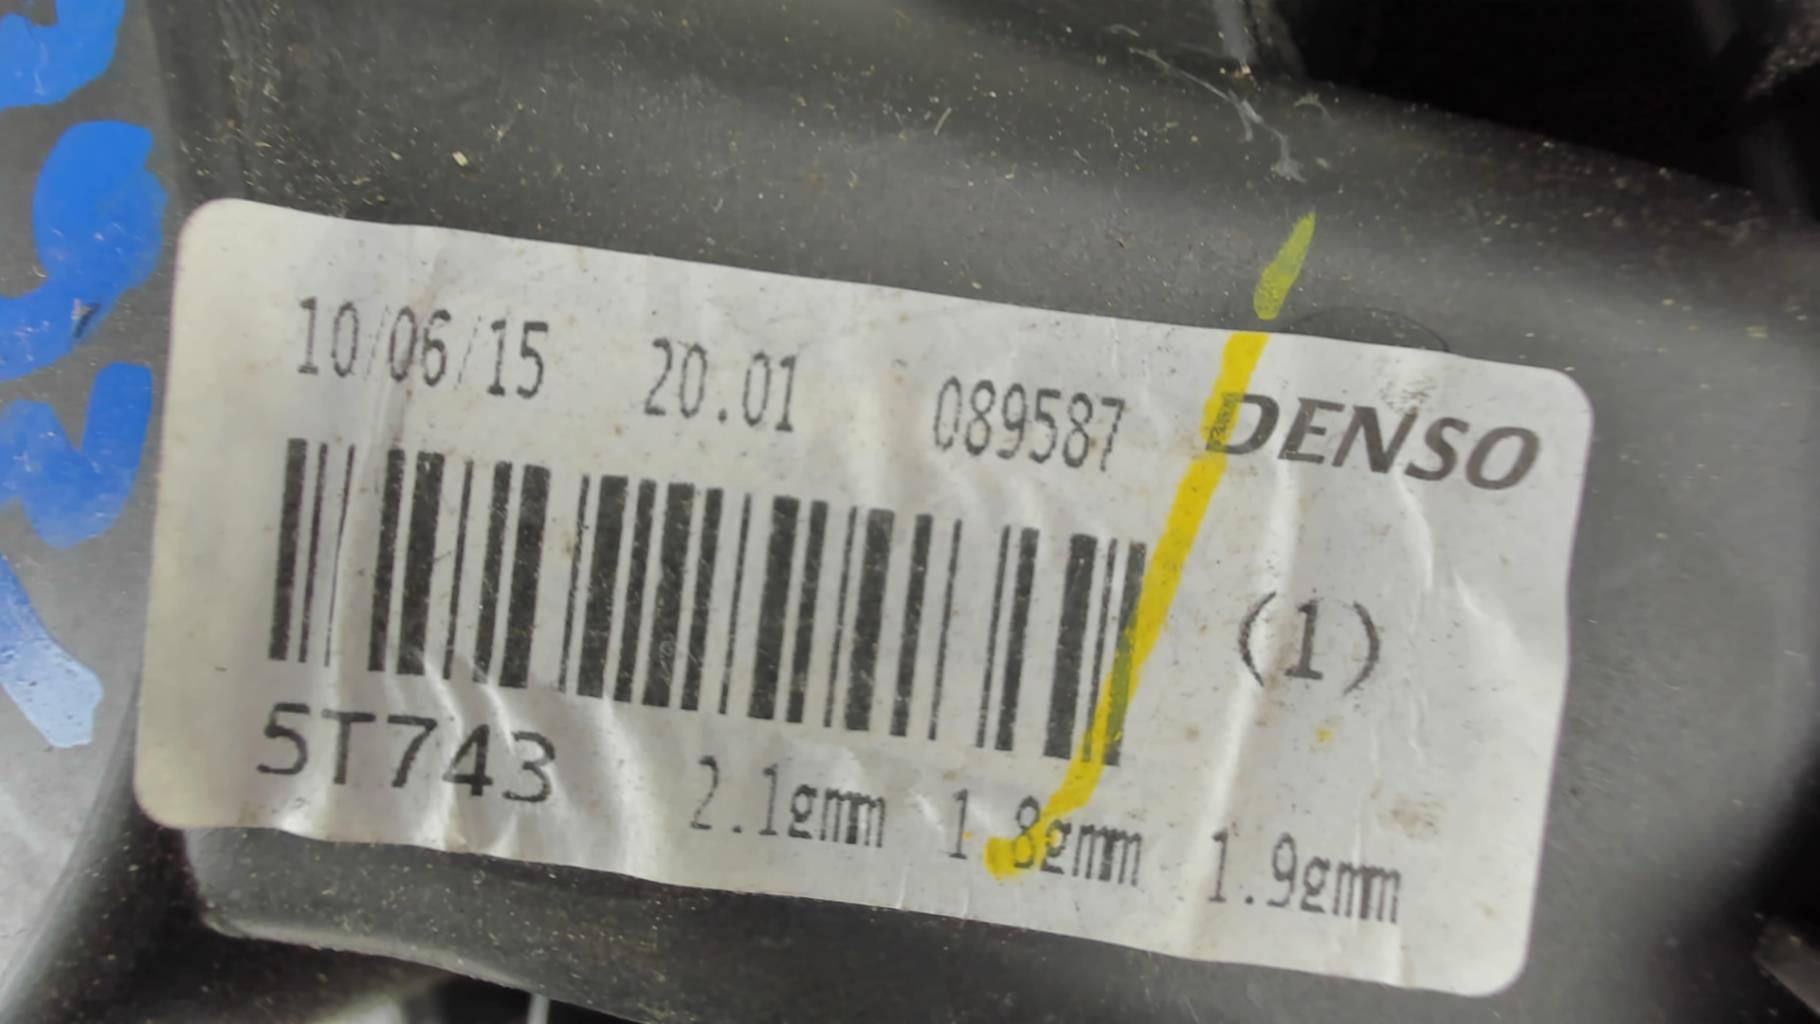 10/06/15 20.01 089587 DENSO
(1)
5T743 2.1gmm 1.8gmm 1.9gmm